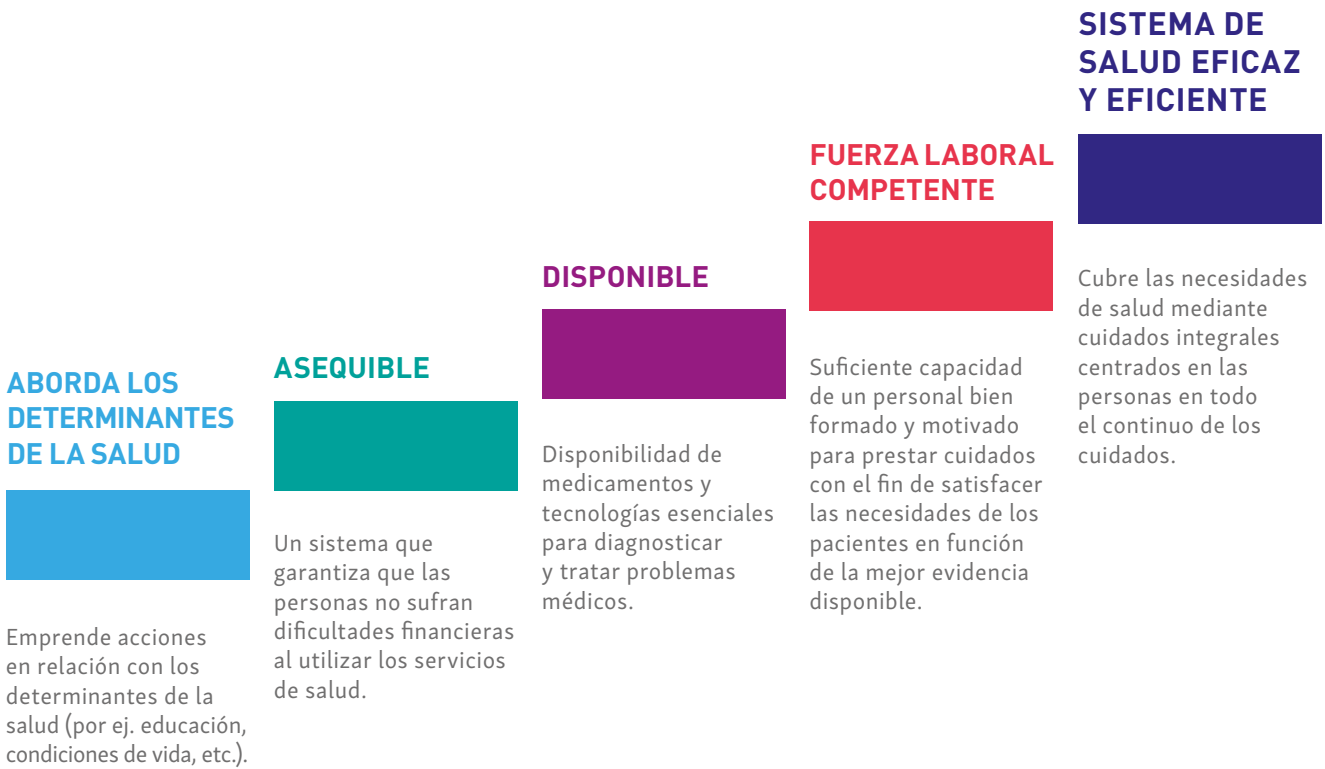 ABORDA LOS
DETERMINANTES
DE LA SALUD
Emprende acciones
en relación con los
determinantes de la
salud (por ej. educación,
condiciones de vida, etc.).
ASEQUIBLE
Un sistema que
garantiza que las
personas no sufran
dificultades financieras
al utilizar los servicios
de salud.
DISPONIBLE
Disponibilidad de
medicamentos y
tecnologías esenciales
para diagnosticar
y tratar problemas
médicos.
FUERZA LABORAL
COMPETENTE
Suficiente capacidad
de un personal bien
formado y motivado
para prestar cuidados
con el fin de satisfacer
las necesidades de los
pacientes en función
de la mejor evidencia
disponible.
SISTEMA DE
SALUD EFICAZ
Y EFICIENTE
Cubre las necesidades
de salud mediante
cuidados integrales
centrados en las
personas en todo
el continuo de los
cuidados.